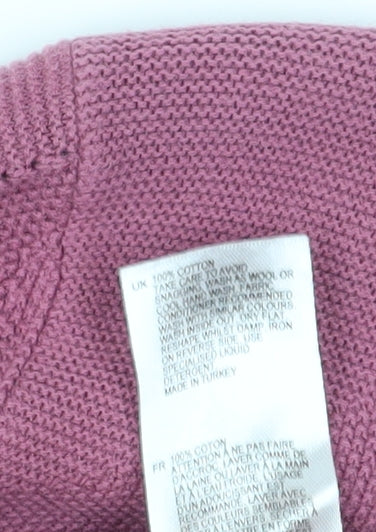 UK 100% COTTON
TAKE CARE TO AVOID
SNAGGING. WASH AS WOOL OR
COLD HAND WASH. FABRIC
CONDITIONER RECOMMENDED
WASH WITH SIMILAR COLOURS
WASH INSIDE OUT. DRY FLAT
RESHAPE WHILST DAMP. IRON
ON REVERSE SIDE. USE
SPECIALISED LIQUID
DETERGENT
MADE IN TURKEY
FR 100% COTON
ATTENTION À NE PAS FAIRE
D'ACCROC. LAVER COMME DE
LA LAINE OU LAVER À LA MAIN
À L'EAU FROIDE. L'USAGE
D'UN ADOUCISSANT EST
RECOMMANDÉ. LAVER AVEC
DES COULEURS SEMBLABLES